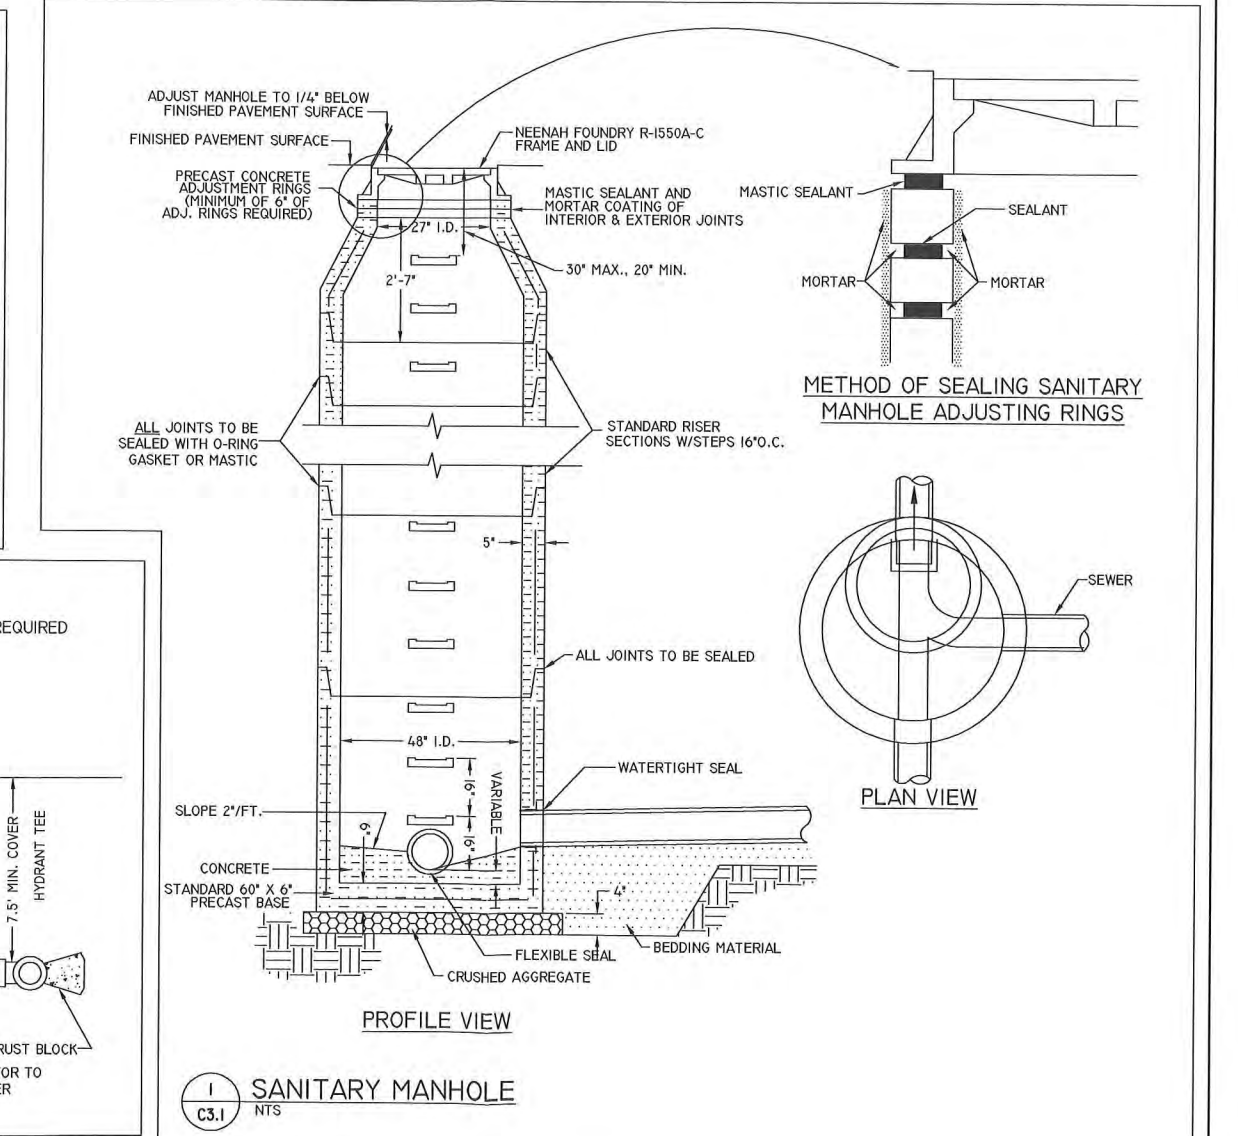 ADJUST MANHOLE TO 1/4" BELOW
FINISHED PAVEMENT SURFACE
FINISHED PAVEMENT SURFACE
PRECAST CONCRETE
ADJUSTMENT RINGS
(MINIMUM OF 6" OF
ADJ. RINGS REQUIRED)
NEENAH FOUNDRY R-1550A-C
FRAME AND LID
MASTIC SEALANT AND
MORTAR COATING OF
INTERIOR & EXTERIOR JOINTS
27" I.D.
30" MAX., 20" MIN.
2'-7"
ALL JOINTS TO BE
SEALED WITH O-RING
GASKET OR MASTIC
STANDARD RISER
SECTIONS W/STEPS 16"O.C.
5"
ALL JOINTS TO BE SEALED
48" I.D.
WATERTIGHT SEAL
16"
VARIABLE
SLOPE 2"/FT.
9"
16"
CONCRETE
STANDARD 60" X 6"
PRECAST BASE
4"
FLEXIBLE SEAL
BEDDING MATERIAL
CRUSHED AGGREGATE
PROFILE VIEW
1
C3.1
SANITARY MANHOLE
NTS
MASTIC SEALANT
SEALANT
MORTAR
MORTAR
METHOD OF SEALING SANITARY
MANHOLE ADJUSTING RINGS
SEWER
PLAN VIEW
REQUIRED
7.5' MIN. COVER
HYDRANT TEE
RUST BLOCK
OR TO
ER